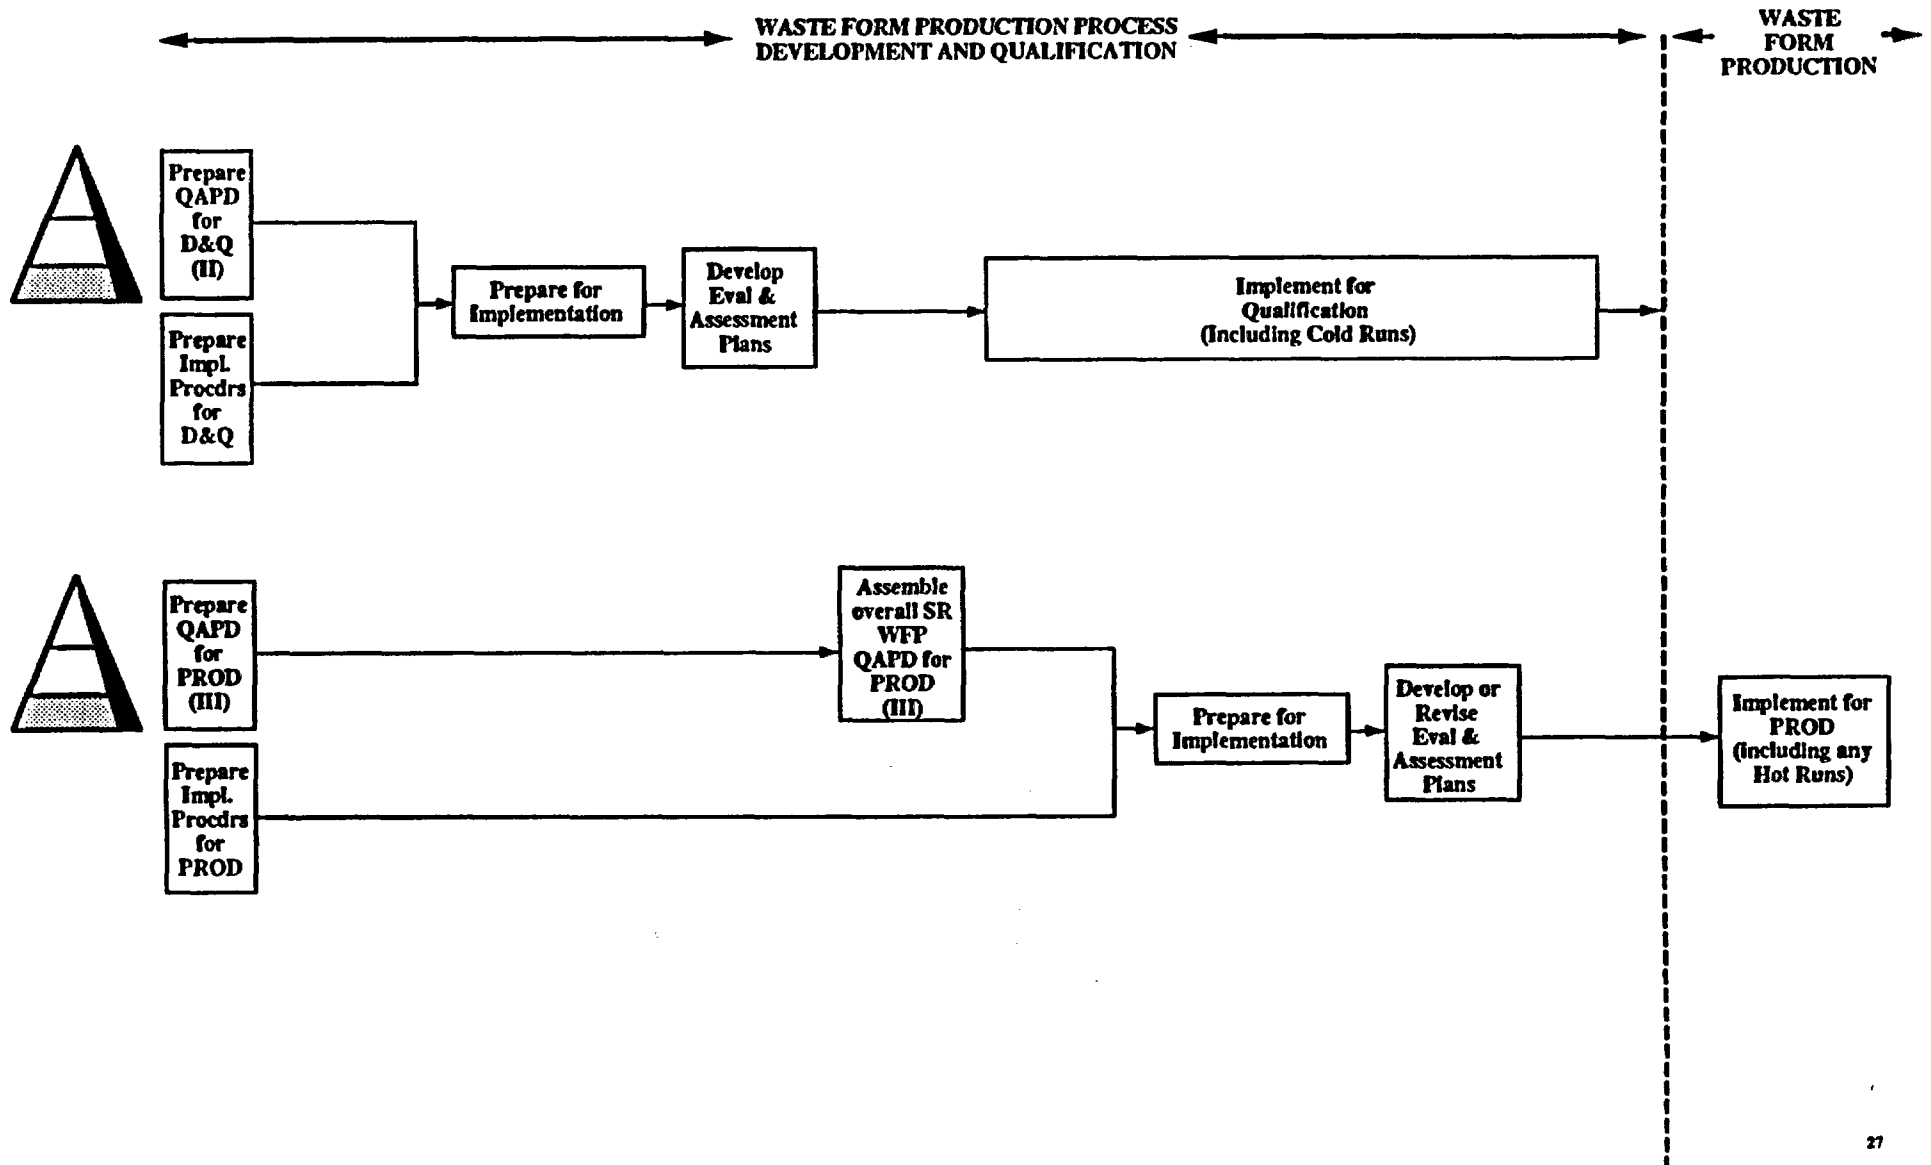 WASTE FORM PRODUCTION PROCESS
DEVELOPMENT AND QUALIFICATION
WASTE
FORM
PRODUCTION
Prepare
QAPD
for
D&Q
(II)
Prepare
Impl.
Procdrs
for
D&Q
Prepare for
Implementation
Develop
Eval &
Assessment
Plans
Implement for
Qualification
(Including Cold Runs)
Prepare
QAPD
for
PROD
(III)
Prepare
Impl.
Procdrs
for
PROD
Assemble
overall SR
WFP
QAPD for
PROD
(III)
Prepare for
Implementation
Develop or
Revise
Eval &
Assessment
Plans
Implement for
PROD
(including any
Hot Runs)
27